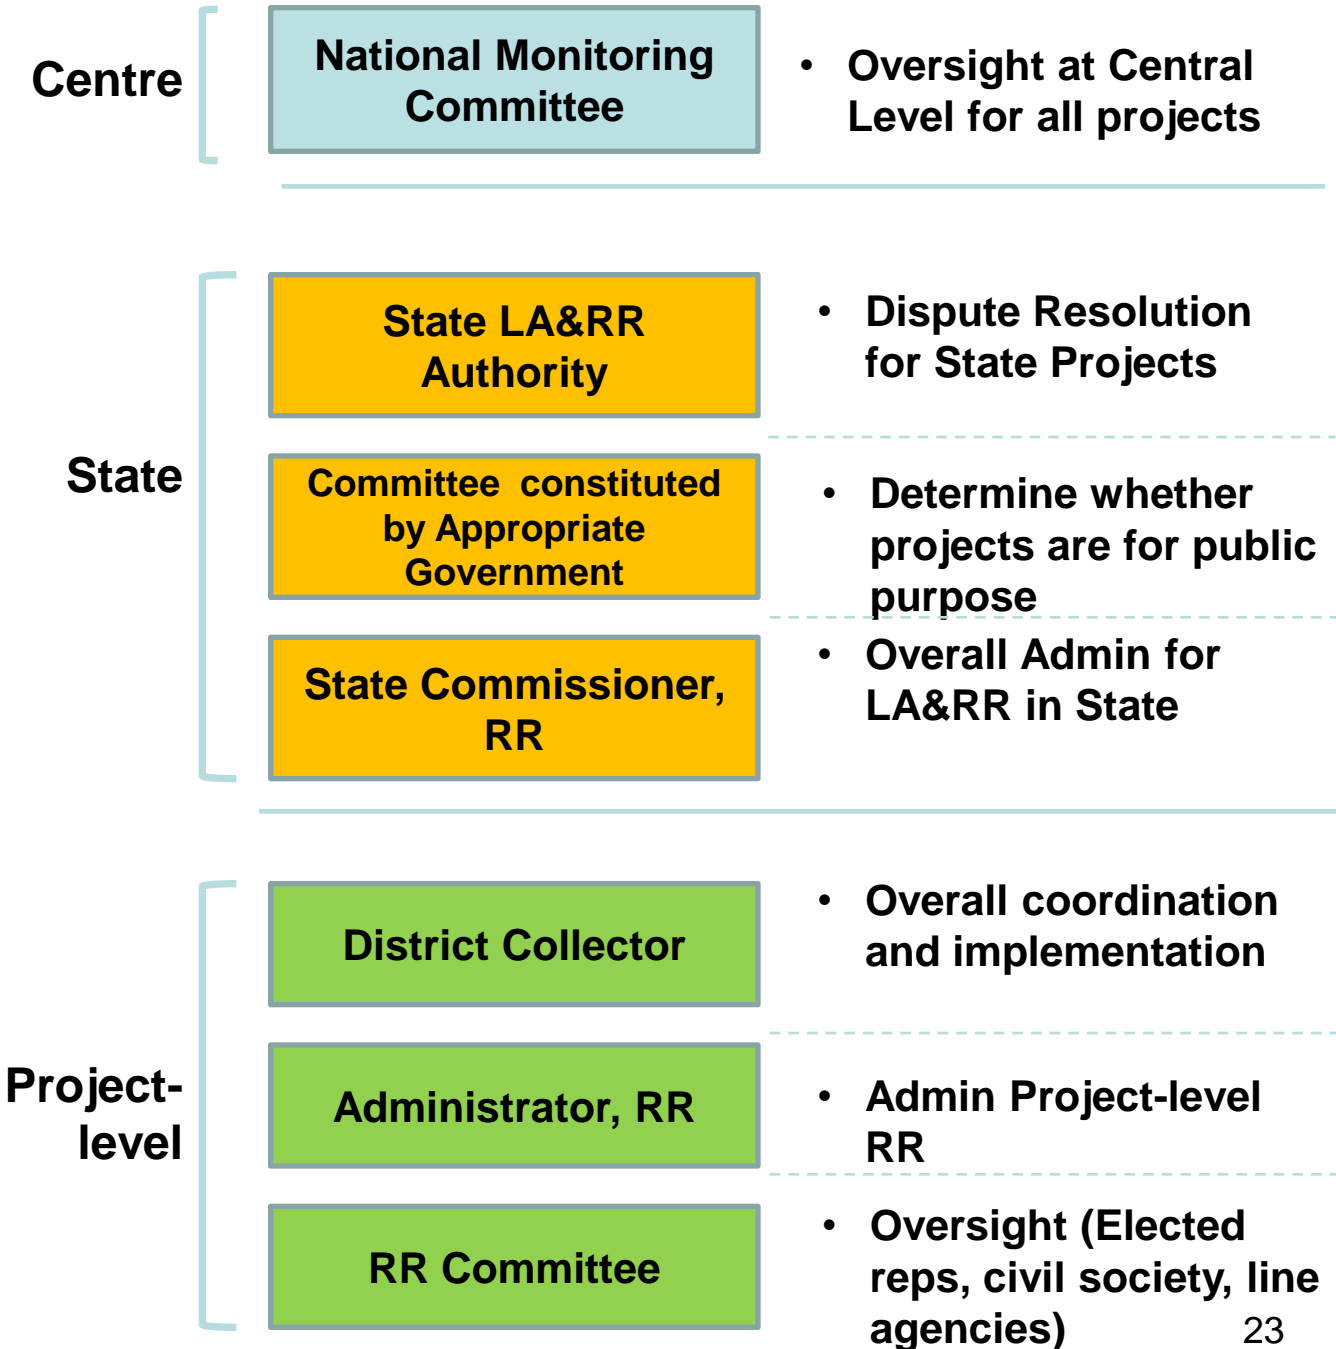 Centre
National Monitoring
Committee
• Oversight at Central
Level for all projects
State
State LA&RR
Authority
• Dispute Resolution
for State Projects
Committee constituted
by Appropriate
Government
• Determine whether
projects are for public
purpose
State Commissioner,
RR
• Overall Admin for
LA&RR in State
Project-
level
District Collector
• Overall coordination
and implementation
Administrator, RR
• Admin Project-level
RR
RR Committee
• Oversight (Elected
reps, civil society, line
agencies)
23